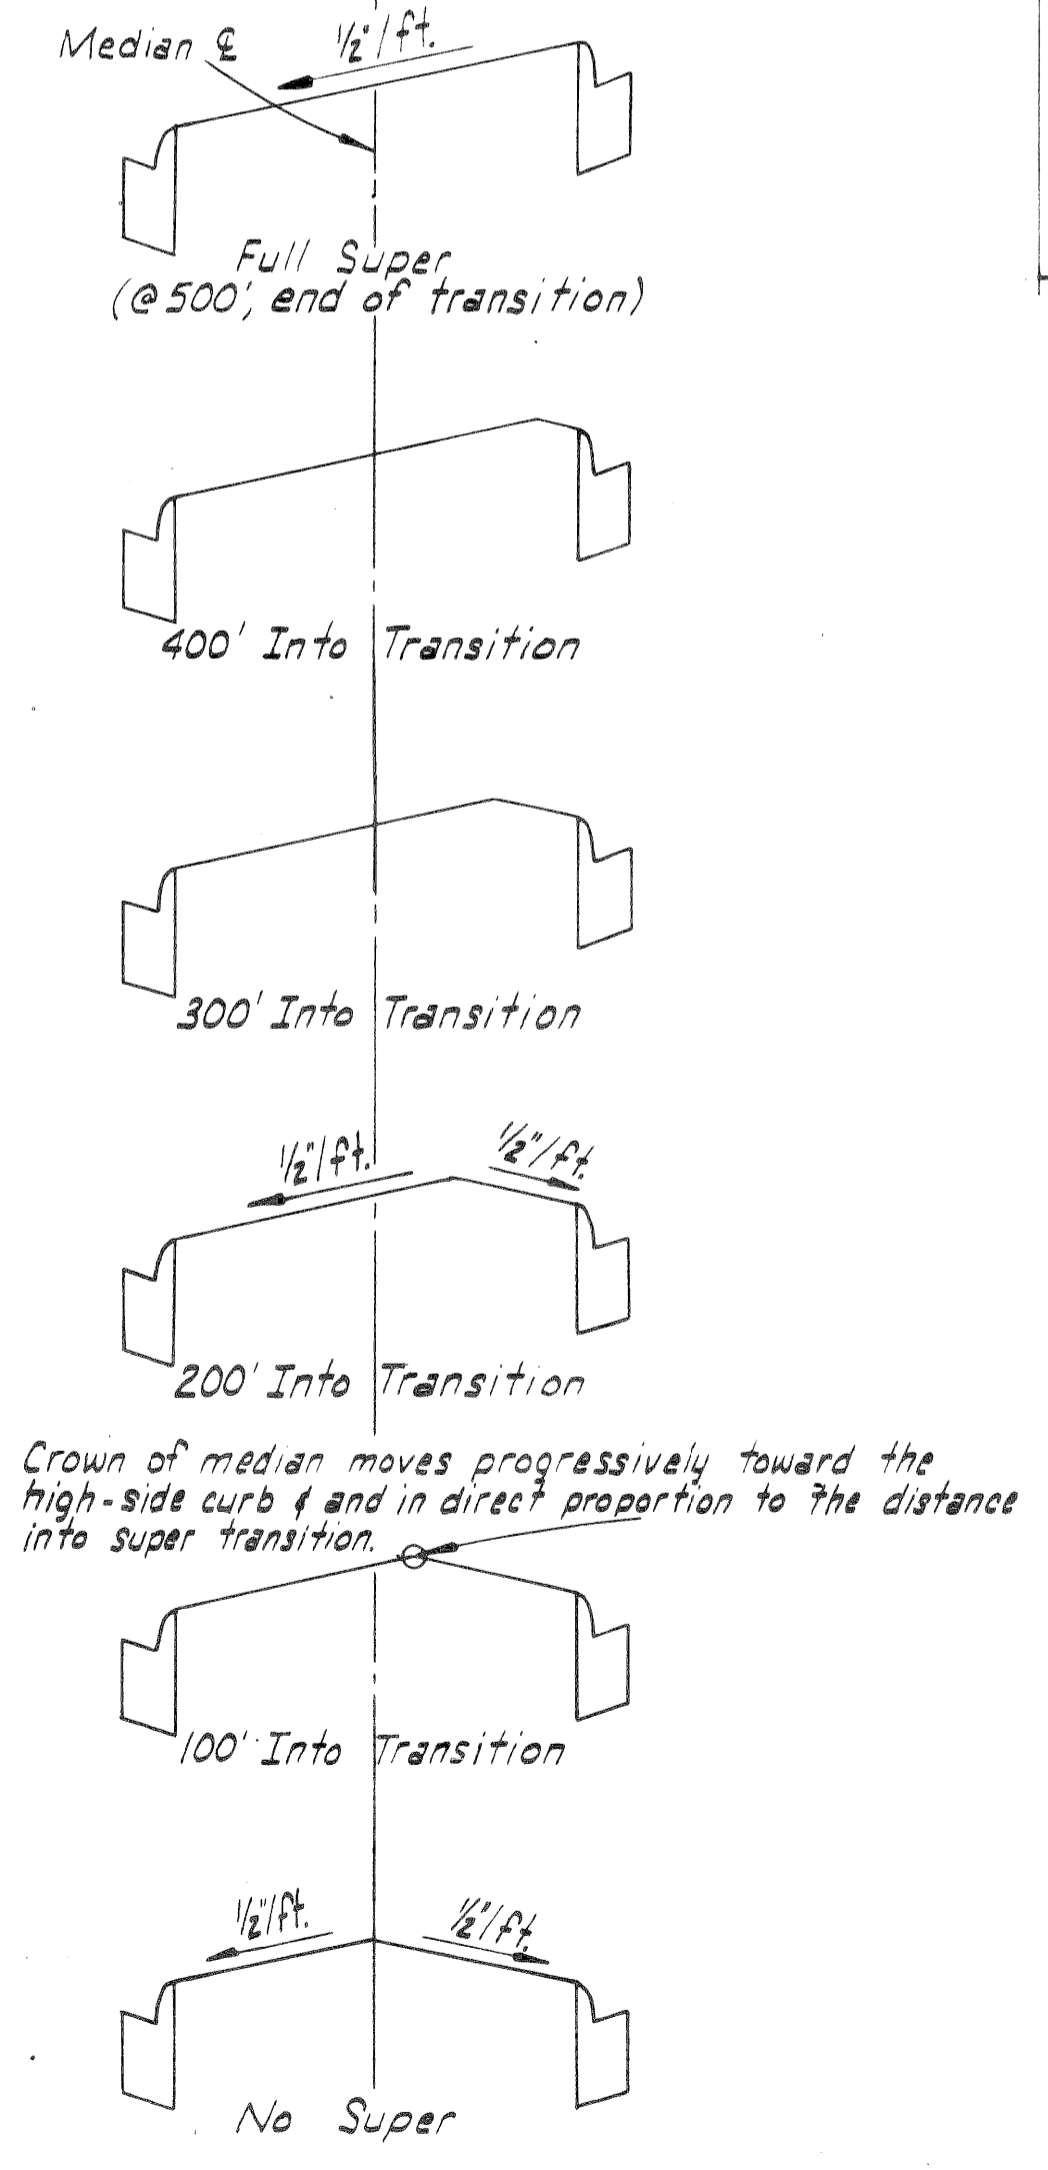 Median ℄
1/2"/ft.
Full Super
(@500', end of transition)
400' Into Transition
300' Into Transition
1/2"/ft.
1/2"/ft.
200' Into Transition
Crown of median moves progressively toward the
high-side curb & and in direct proportion to the distance
into super transition.
100' Into Transition
1/2"/ft.
1/2"/ft.
No Super